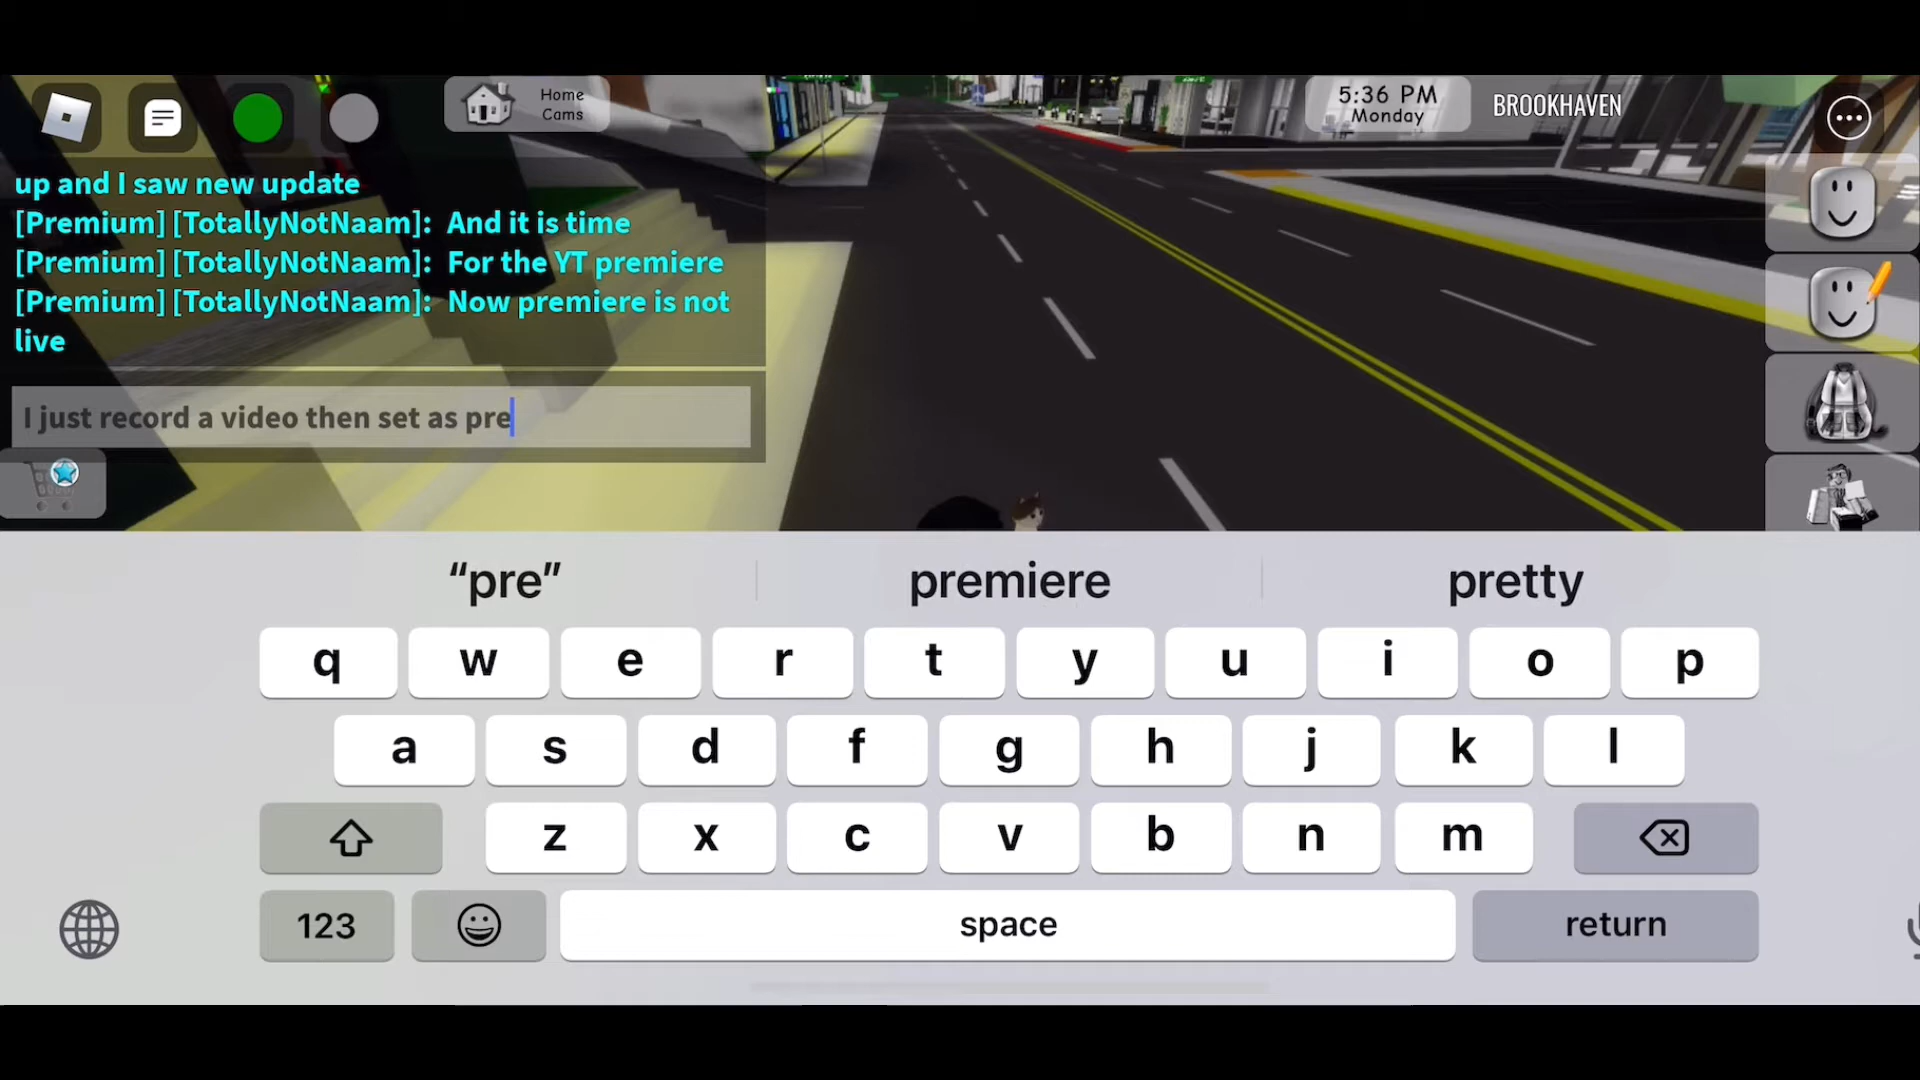 Home
Cams
5:36 PM
Monday
BROOKHAVEN
up and I saw new update
[Premium] [TotallyNotNaam]: And it is time
[Premium] [TotallyNotNaam]: For the YT premiere
[Premium] [TotallyNotNaam]: Now premiere is not
live
I just record a video then set as pre
“pre” premiere pretty
q w e r t y u i o p
a s d f g h j k l
z x c v b n m
123 space return